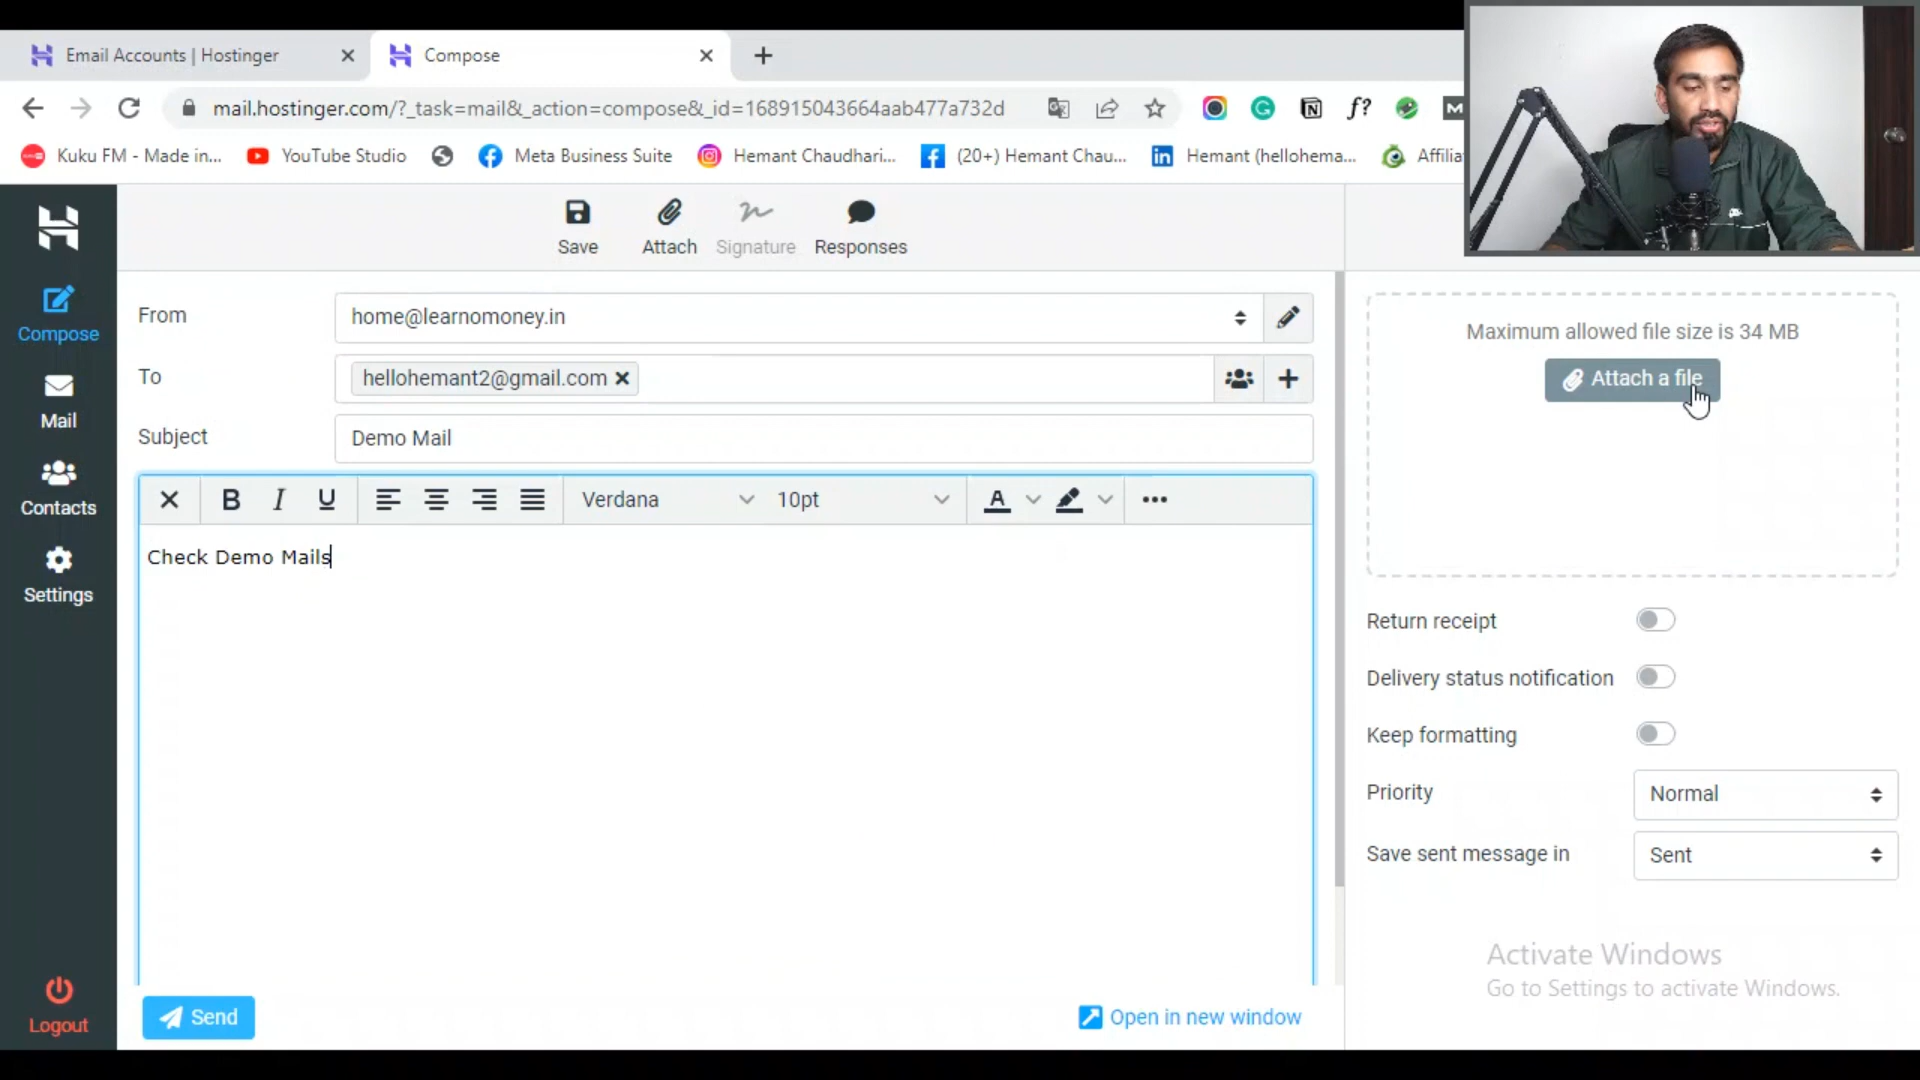 Email Accounts | Hostinger
Compose
mail.hostinger.com/?_task=mail&_action=compose&_id=168915043664aab477a732d
f?
M
Kuku FM - Made in...
YouTube Studio
Meta Business Suite
Hemant Chaudhari...
(20+) Hemant Chau...
Hemant (hellohema...
Affilia
Save
Attach
Signature
Responses
Compose
Mail
Contacts
Settings
Logout
From
home@learnomoney.in
To
hellohemant2@gmail.com
Subject
Demo Mail
B I U
Verdana
10pt
A
Check Demo Mails
Send
Open in new window
Maximum allowed file size is 34 MB
Attach a file
Return receipt
Delivery status notification
Keep formatting
Priority
Normal
Save sent message in
Sent
Activate Windows
Go to Settings to activate Windows.